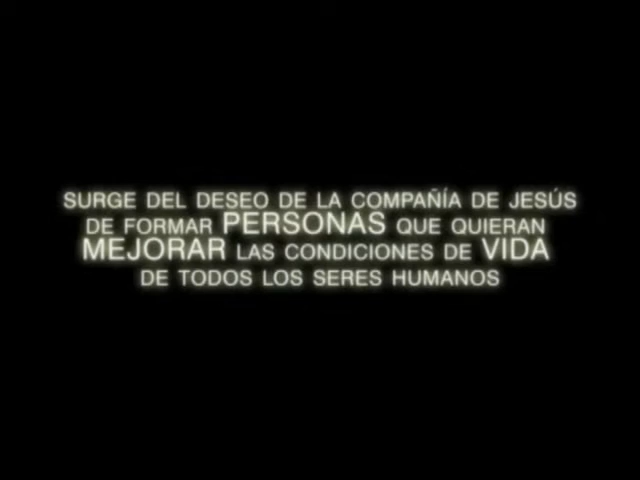 SURGE DEL DESEO DE LA COMPAÑÍA DE JESÚS
DE FORMAR PERSONAS QUE QUIERAN
MEJORAR LAS CONDICIONES DE VIDA
DE TODOS LOS SERES HUMANOS